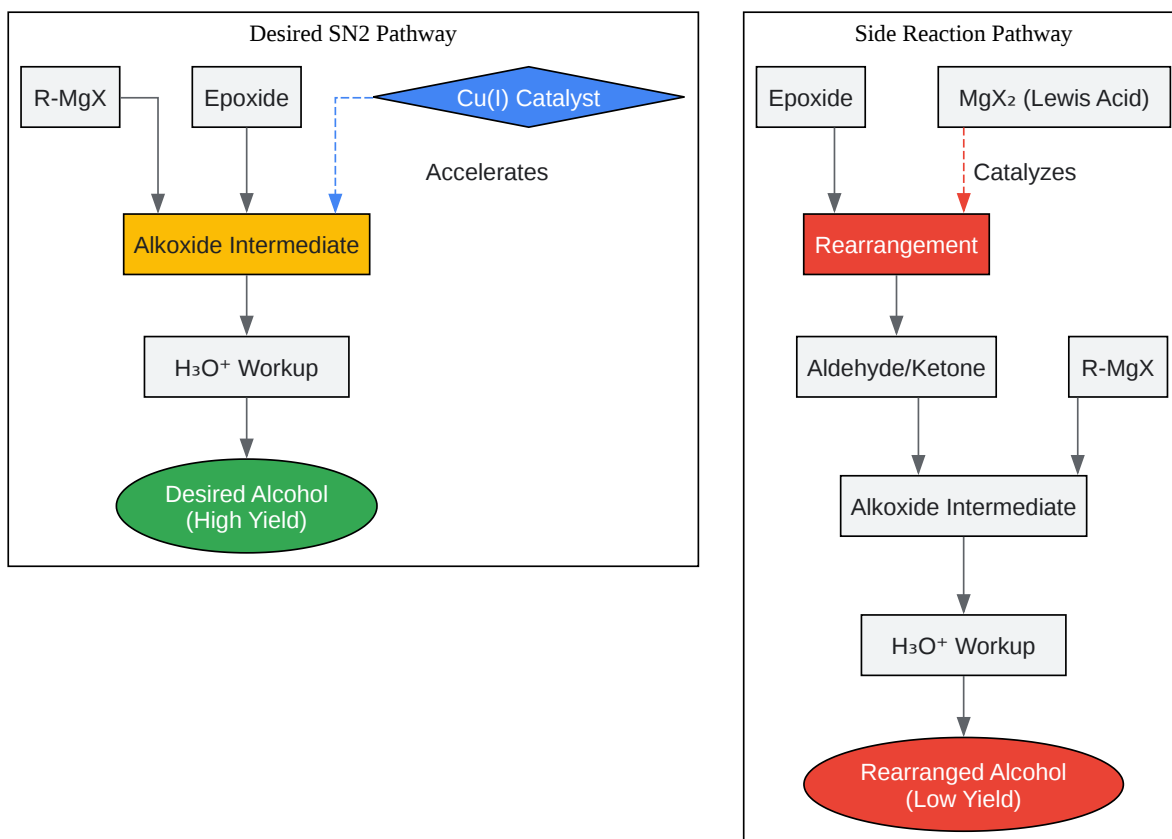 Desired SN2 Pathway
R-MgX
Epoxide
Cu(I) Catalyst
Accelerates
Alkoxide Intermediate
H₃O⁺ Workup
Desired Alcohol
(High Yield)
Side Reaction Pathway
Epoxide
MgX₂ (Lewis Acid)
Catalyzes
Rearrangement
Aldehyde/Ketone
R-MgX
Alkoxide Intermediate
H₃O⁺ Workup
Rearranged Alcohol
(Low Yield)